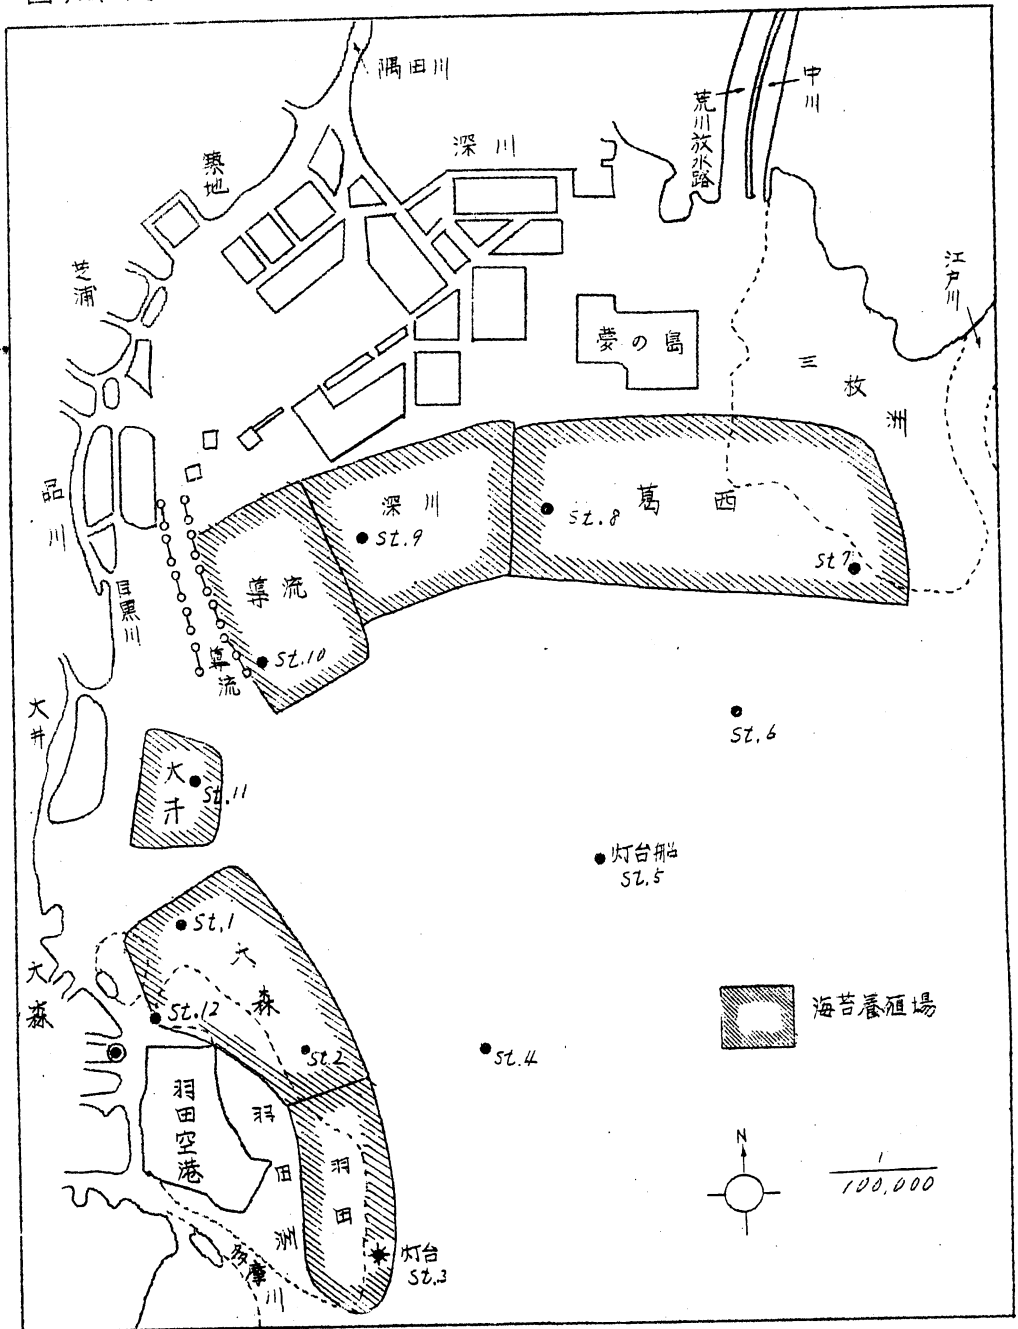 隅田川
中川
荒川放水路
深川
築地
芝浦
江戸川
夢の島
三枚洲
品川
深川
葛西
St.9
St.8
St7
目黒川
導流
St.10
導流
大井
St.6
大井
St.11
灯台船
St.5
St.1
大森
大森
St.12
St.2
St.4
海苔養殖場
羽田空港
羽田洲
羽田
N
1
100,000
灯台
St.3
多摩川